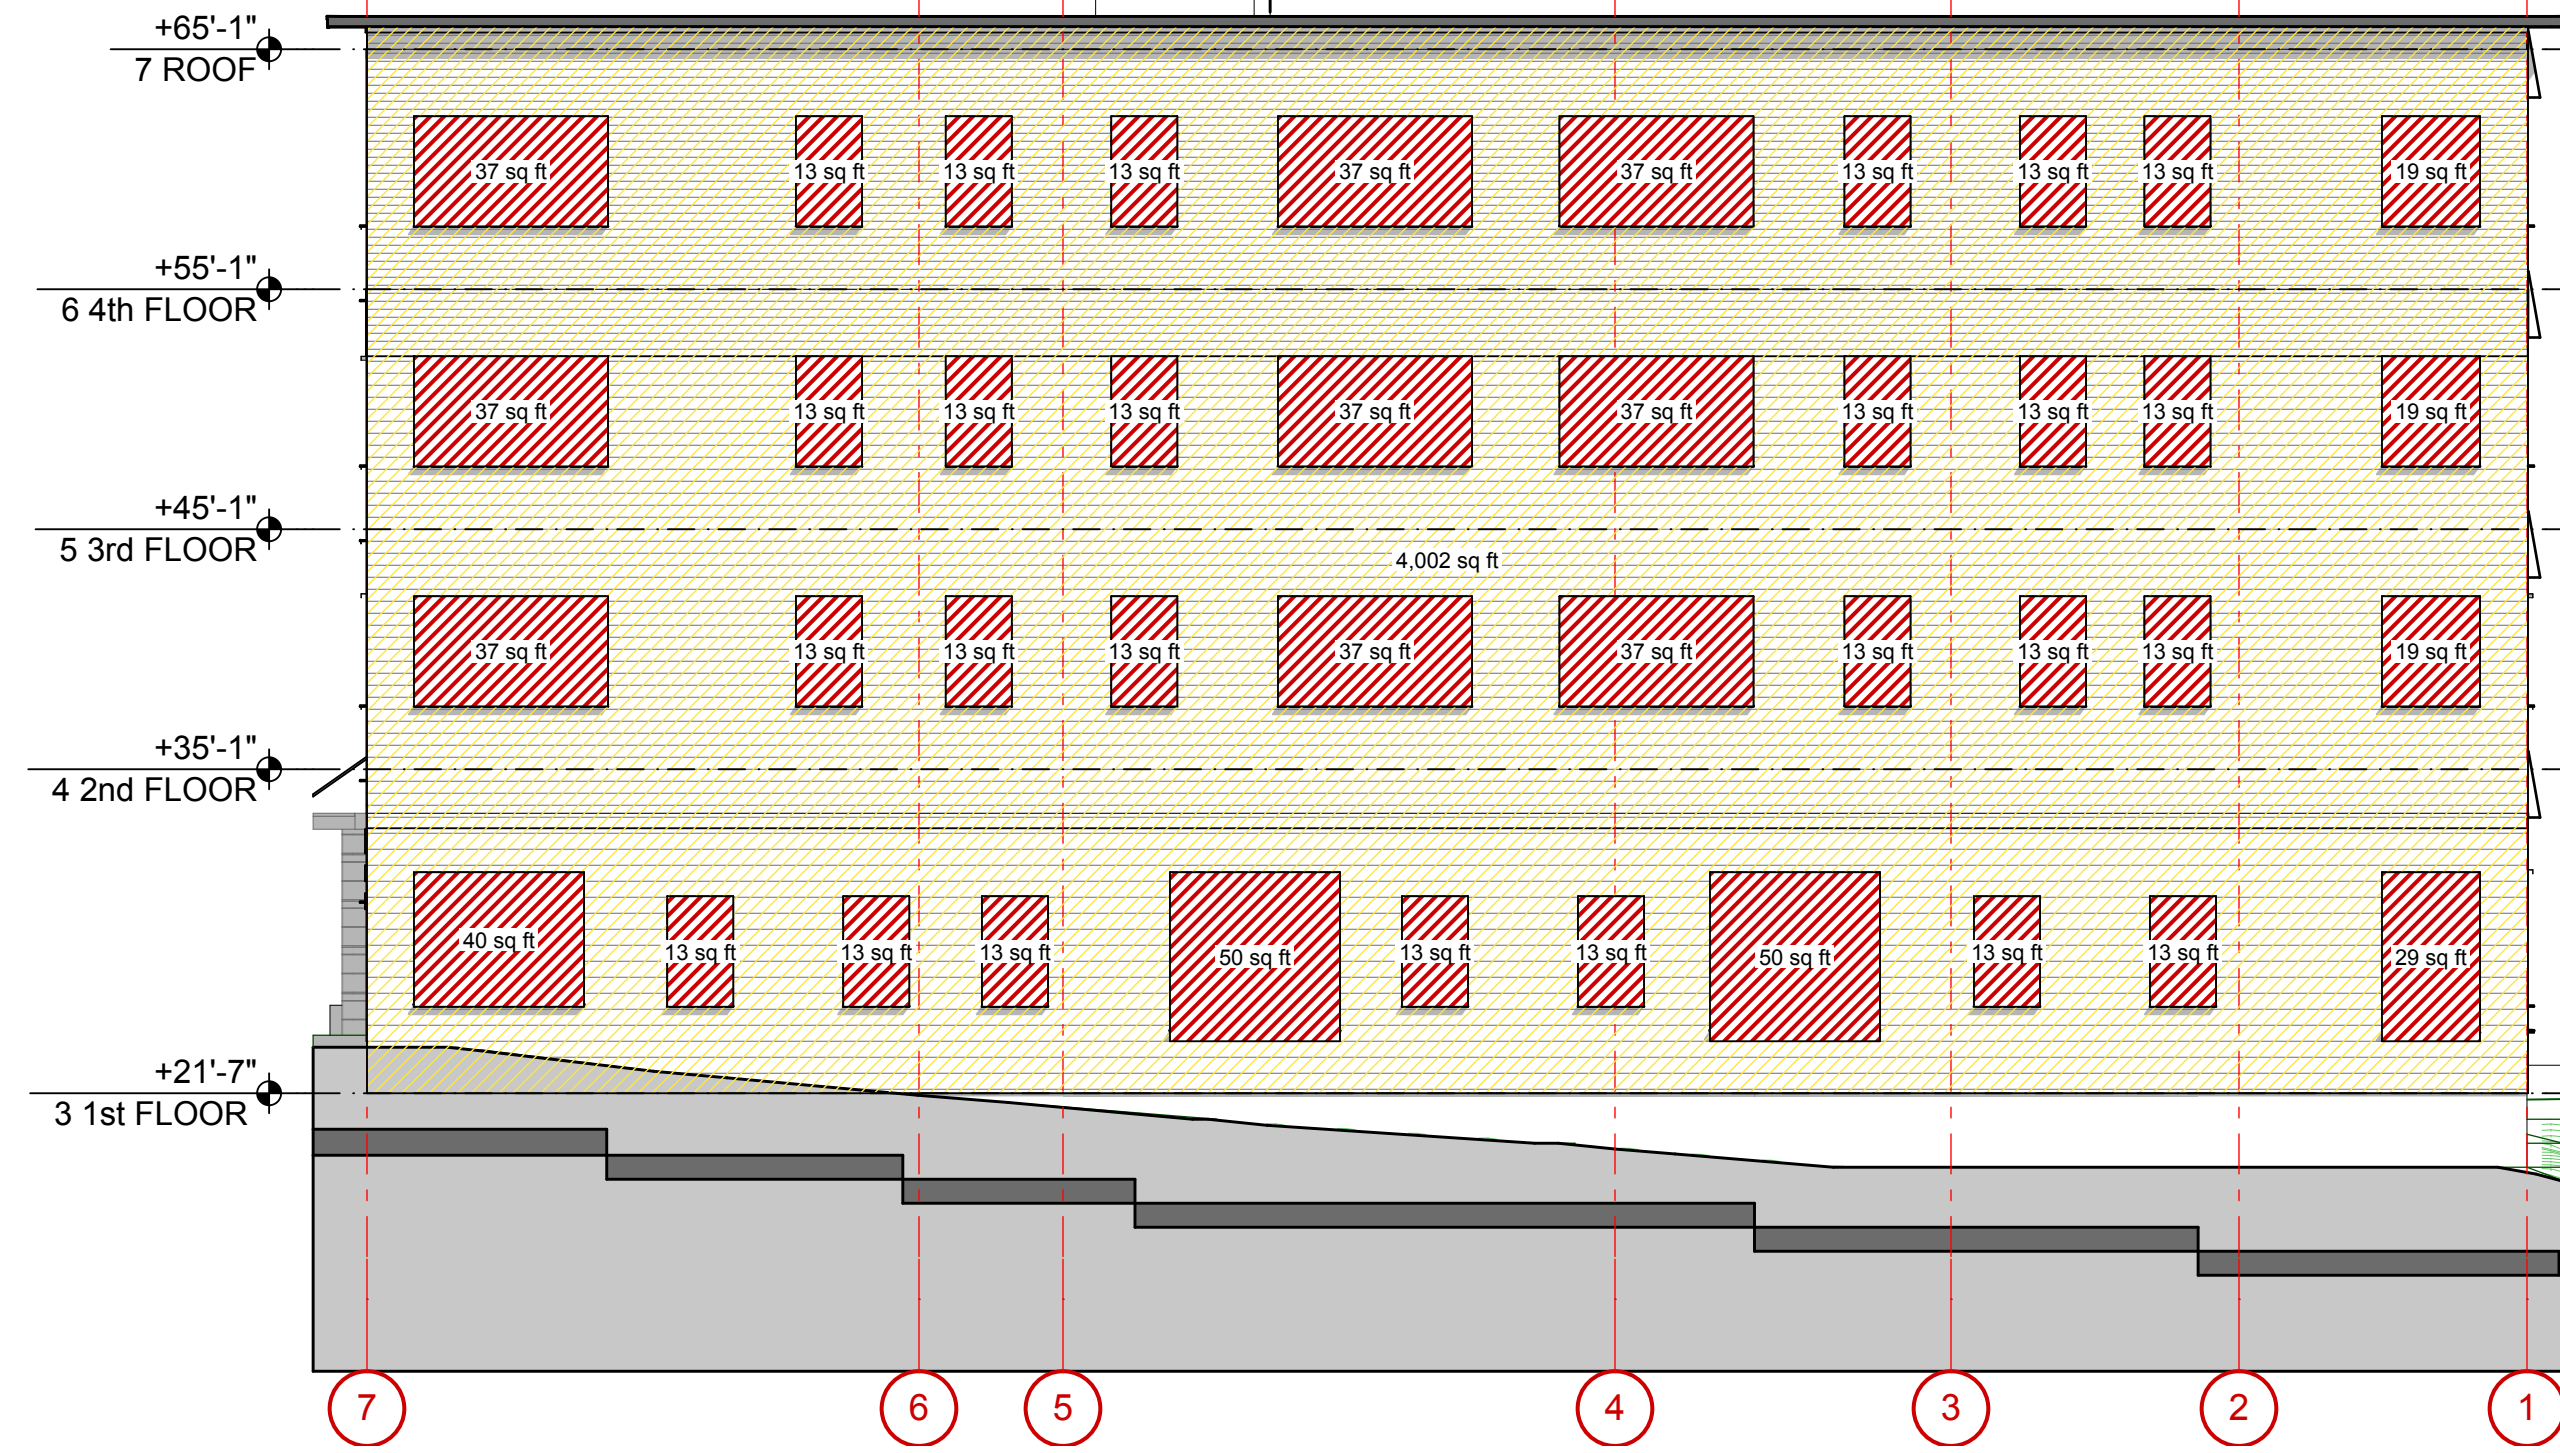 +65'-1"
7 ROOF
37 sq ft 13 sq ft 13 sq ft 13 sq ft 37 sq ft 37 sq ft 13 sq ft 13 sq ft 13 sq ft 19 sq ft
+55'-1"
6 4th FLOOR
37 sq ft 13 sq ft 13 sq ft 13 sq ft 37 sq ft 37 sq ft 13 sq ft 13 sq ft 13 sq ft 19 sq ft
+45'-1"
5 3rd FLOOR
4,002 sq ft
37 sq ft 13 sq ft 13 sq ft 13 sq ft 37 sq ft 37 sq ft 13 sq ft 13 sq ft 13 sq ft 19 sq ft
+35'-1"
4 2nd FLOOR
40 sq ft 13 sq ft 13 sq ft 13 sq ft 50 sq ft 13 sq ft 13 sq ft 50 sq ft 13 sq ft 13 sq ft 29 sq ft
+21'-7"
3 1st FLOOR
7 6 5 4 3 2 1